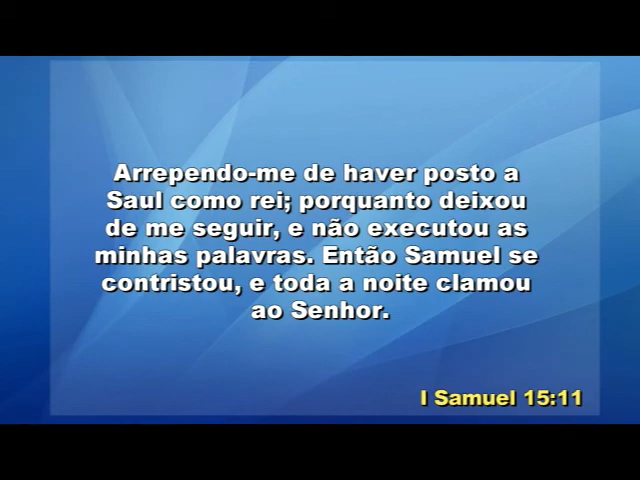 Arrependo-me de haver posto a
Saul como rei; porquanto deixou
de me seguir, e não executou as
minhas palavras. Então Samuel se
contristou, e toda a noite clamou
ao Senhor.
I Samuel 15:11